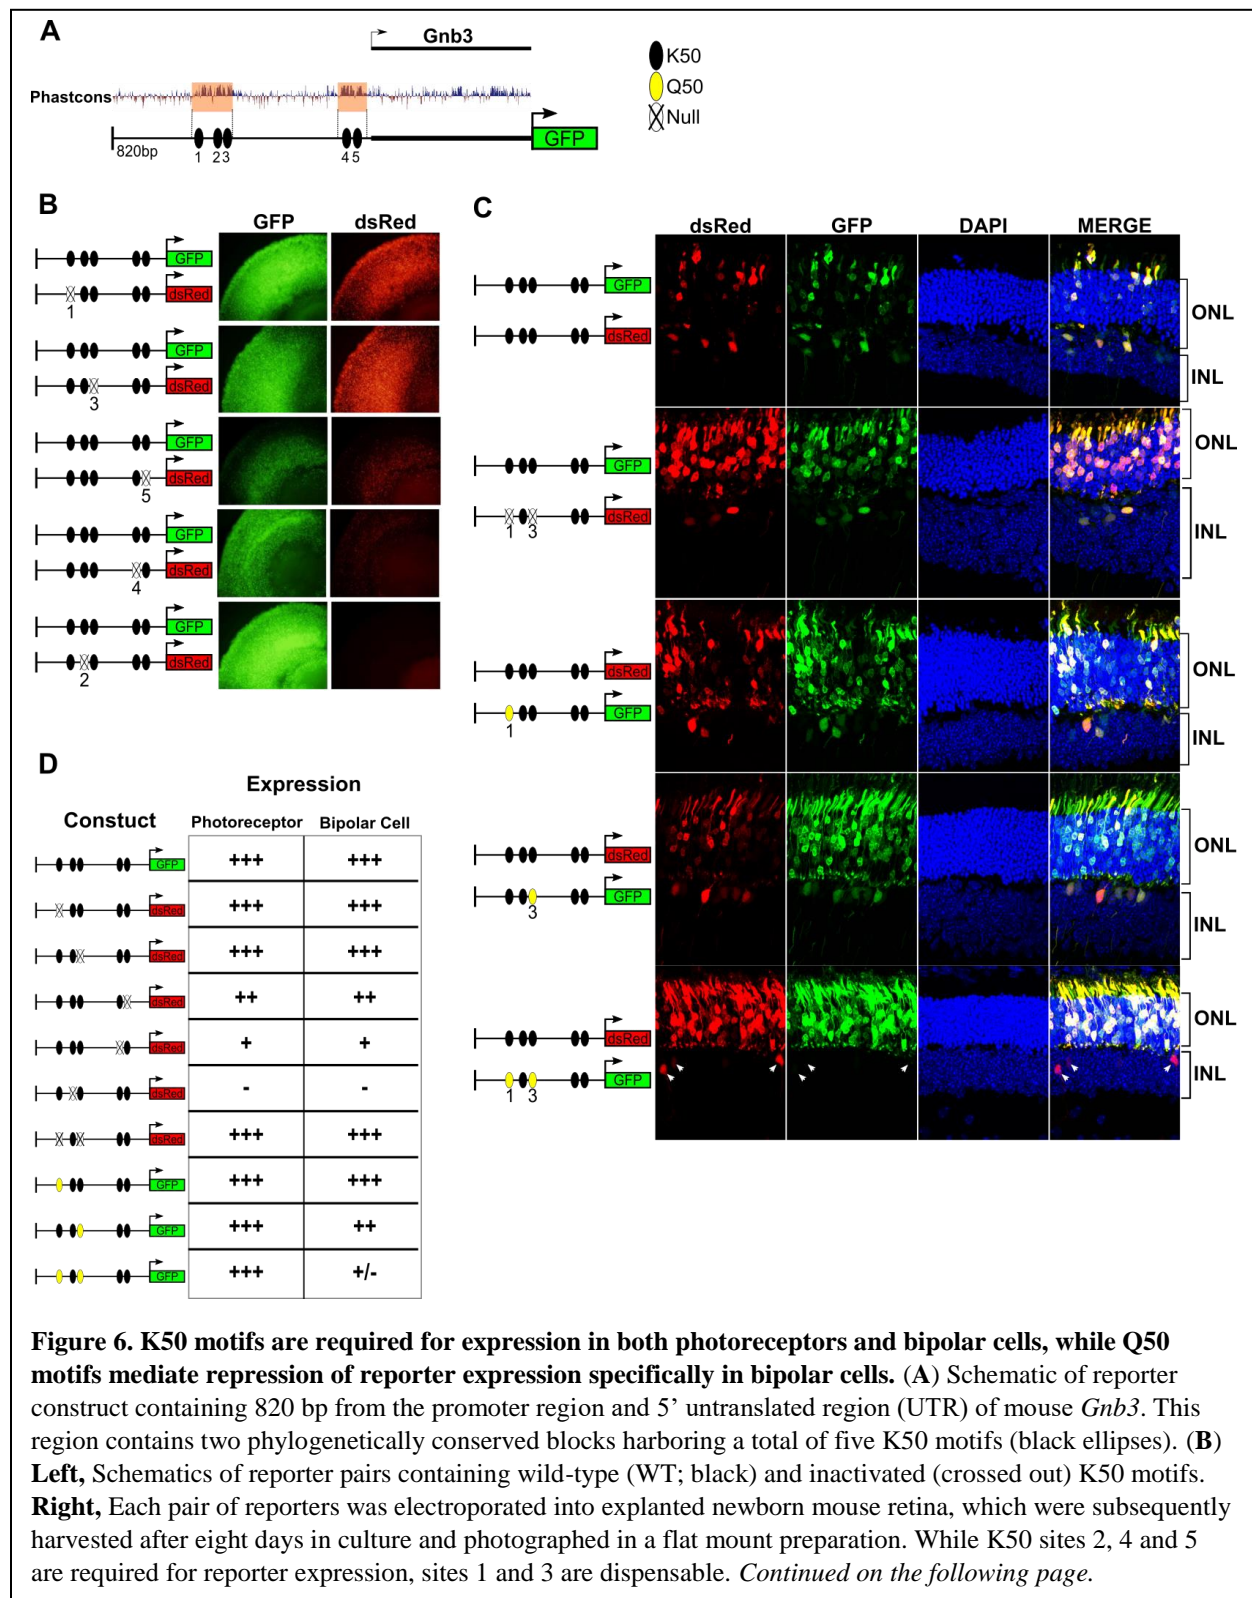 A
Gnb3
K50
Q50
Null
Phastcons
GFP
820bp
1 2 3 4 5
B
GFP dsRed
GFP
dsRed
1
GFP
dsRed
3
GFP
dsRed
5
GFP
dsRed
4
GFP
dsRed
2
C
dsRed GFP DAPI MERGE
GFP
dsRed
ONL
INL
GFP
dsRed
1 3
ONL
INL
dsRed
GFP
1
ONL
INL
dsRed
GFP
3
ONL
INL
dsRed
GFP
1 3
ONL
INL
D
Expression
Constuct Photoreceptor Bipolar Cell
GFP +++ +++
dsRed +++ +++
dsRed +++ +++
dsRed ++ ++
dsRed + +
dsRed - -
dsRed +++ +++
GFP +++ +++
GFP +++ ++
GFP +++ +/-
Figure 6. K50 motifs are required for expression in both photoreceptors and bipolar cells, while Q50
motifs mediate repression of reporter expression specifically in bipolar cells. (A) Schematic of reporter
construct containing 820 bp from the promoter region and 5’ untranslated region (UTR) of mouse Gnb3. This
region contains two phylogenetically conserved blocks harboring a total of five K50 motifs (black ellipses). (B)
Left, Schematics of reporter pairs containing wild-type (WT; black) and inactivated (crossed out) K50 motifs.
Right, Each pair of reporters was electroporated into explanted newborn mouse retina, which were subsequently
harvested after eight days in culture and photographed in a flat mount preparation. While K50 sites 2, 4 and 5
are required for reporter expression, sites 1 and 3 are dispensable. Continued on the following page.